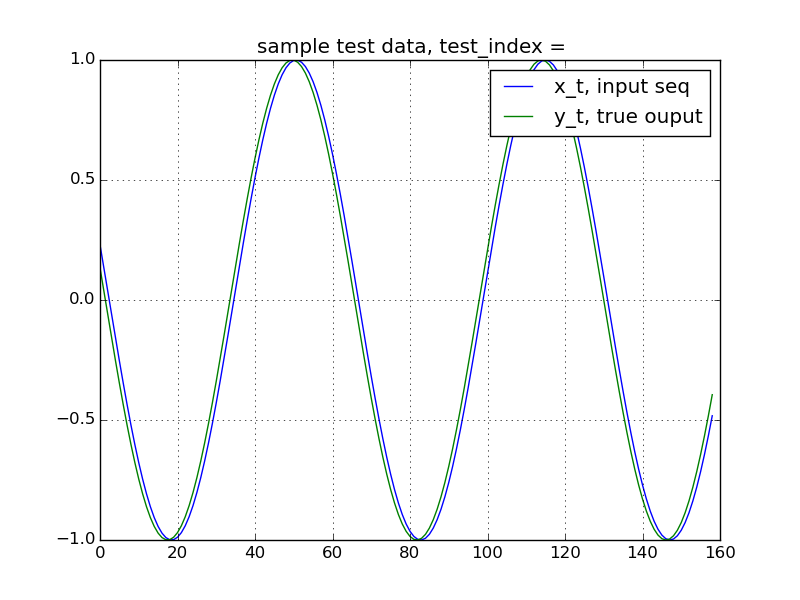 sample test data, test_index =
x_t, input seq
y_t, true ouput
1.0
0.5
0.0
−0.5
−1.0
0 20 40 60 80 100 120 140 160